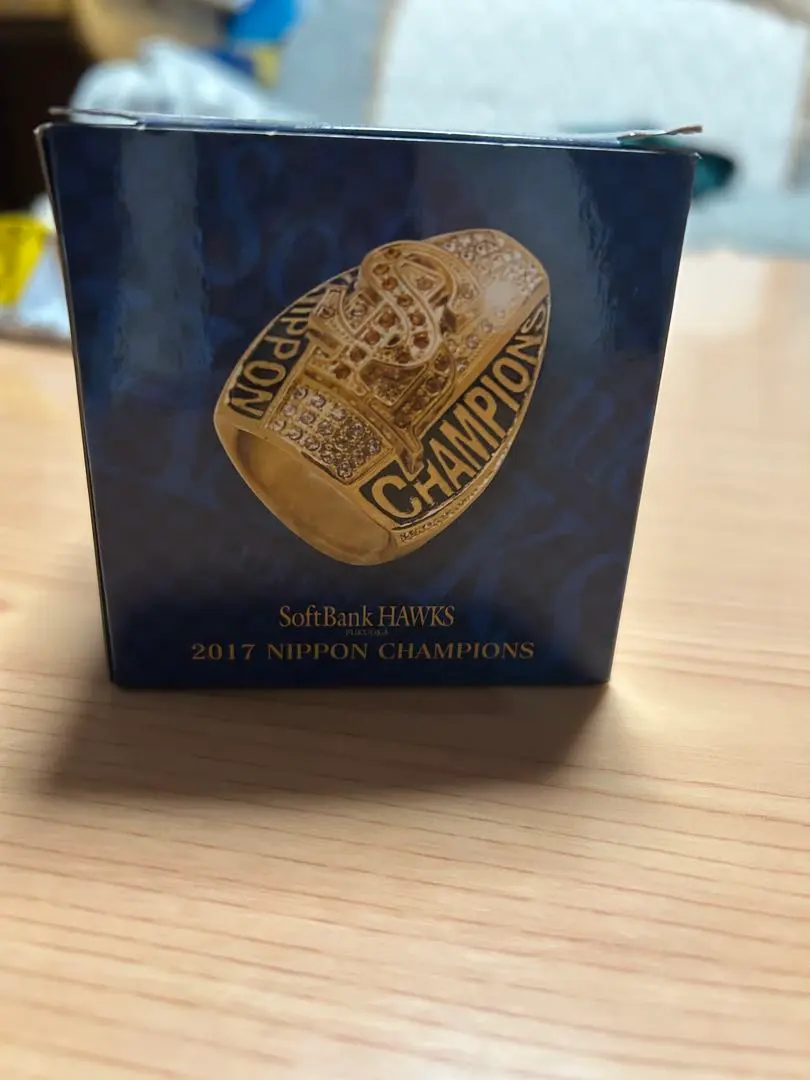 NIPPON
CHAMPIONS
SoftBank HAWKS
FUKUOKA
2017 NIPPON CHAMPIONS